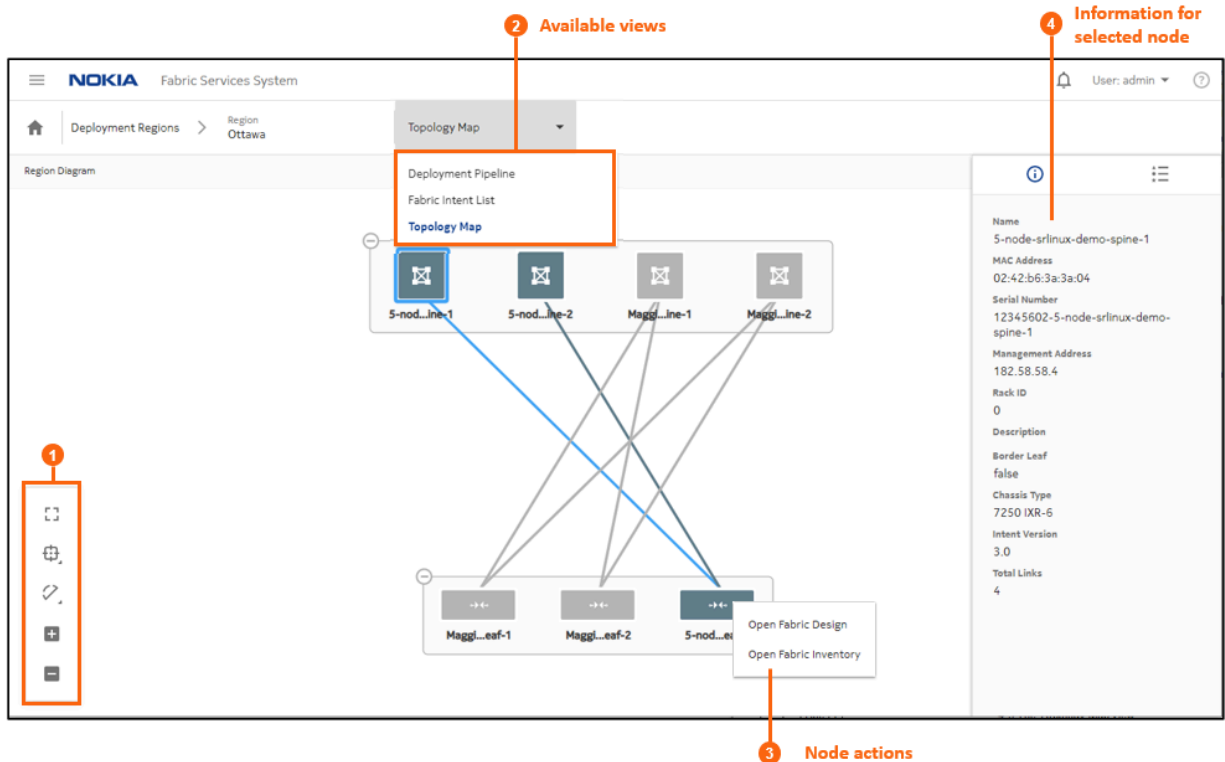 2 Available views
4 Information for
selected node
NOKIA Fabric Services System
User: admin
?
Deployment Regions > Region
Ottawa
Topology Map
Region Diagram
Deployment Pipeline
Fabric Intent List
Topology Map
5-nod...ine-1
5-nod...ine-2
Maggi...ine-1
Maggi...ine-2
Name
5-node-srlinux-demo-spine-1
MAC Address
02:42:b6:3a:3a:04
Serial Number
12345602-5-node-srlinux-demo-
spine-1
Management Address
182.58.58.4
Rack ID
0
Description
Border Leaf
false
Chassis Type
7250 IXR-6
Intent Version
3.0
Total Links
4
1
Maggi...eaf-1
Maggi...eaf-2
5-nod...ea
Open Fabric Design
Open Fabric Inventory
3 Node actions